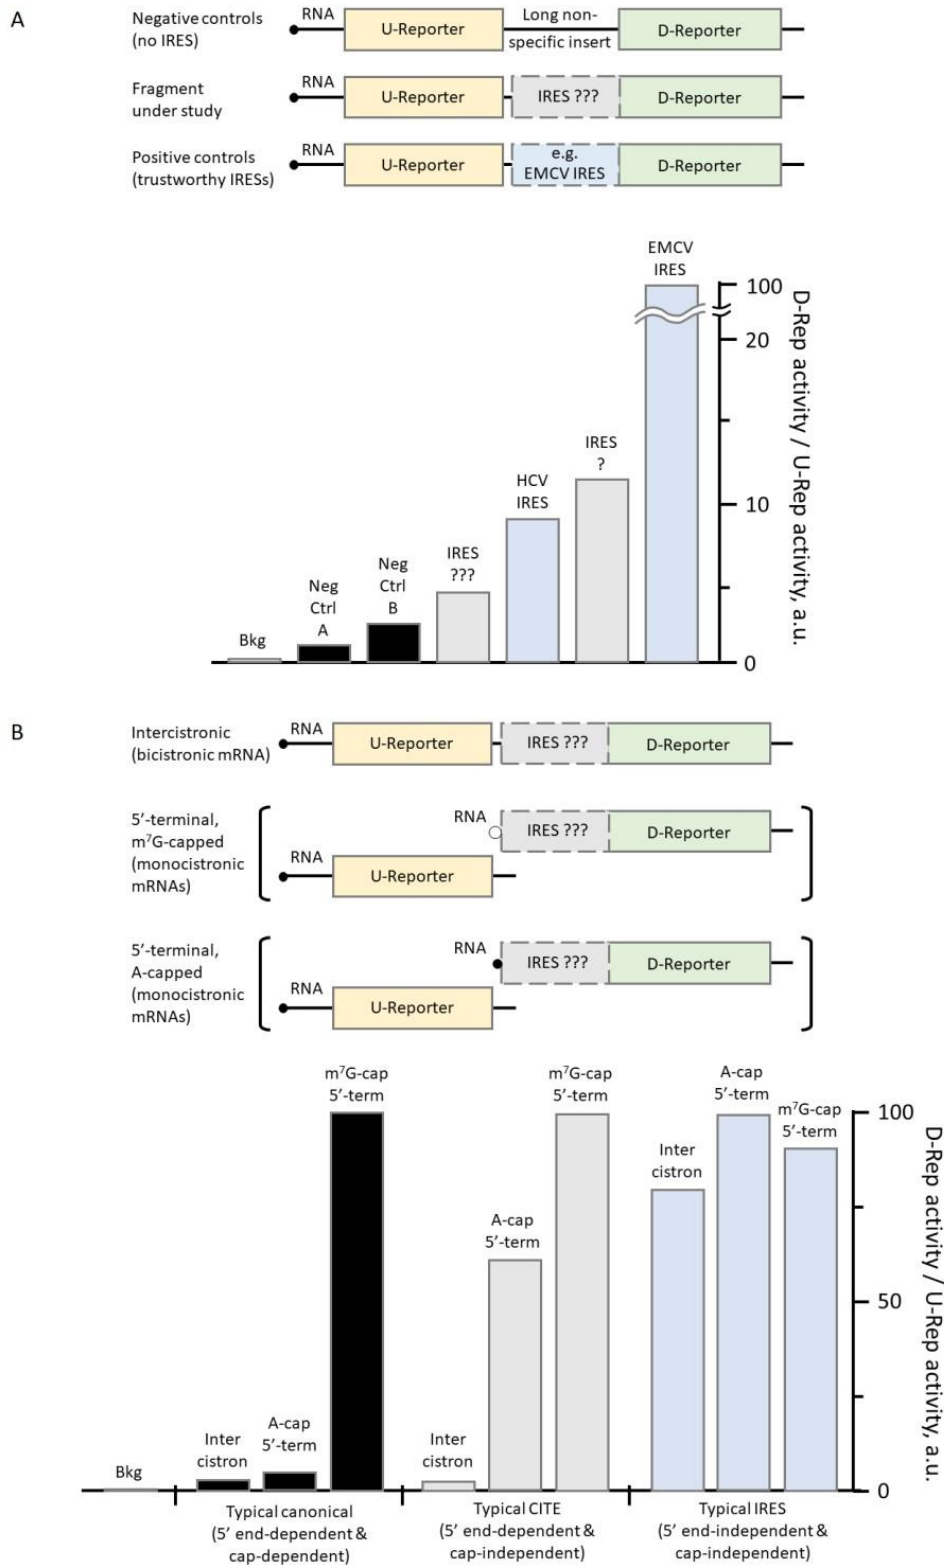 A
Negative controls
(no IRES)
RNA
U-Reporter
Long non-
specific insert
D-Reporter
Fragment
under study
RNA
U-Reporter
IRES ???
D-Reporter
Positive controls
(trustworthy IRESs)
RNA
U-Reporter
e.g.
EMCV IRES
D-Reporter
Bkg
Neg
Ctrl
A
Neg
Ctrl
B
IRES
???
HCV
IRES
IRES
?
EMCV
IRES
100
20
10
0
D-Rep activity / U-Rep activity, a.u.
B
Intercistronic
(bicistronic mRNA)
RNA
U-Reporter
IRES ???
D-Reporter
5′-terminal,
m⁷G-capped
(monocistronic
mRNAs)
RNA
IRES ???
D-Reporter
RNA
U-Reporter
5′-terminal,
A-capped
(monocistronic
mRNAs)
RNA
IRES ???
D-Reporter
RNA
U-Reporter
Bkg
Inter
cistron
A-cap
5′-term
m⁷G-cap
5′-term
Inter
cistron
A-cap
5′-term
m⁷G-cap
5′-term
Inter
cistron
A-cap
5′-term
m⁷G-cap
5′-term
100
50
0
D-Rep activity / U-Rep activity, a.u.
Typical canonical
(5′ end-dependent &
cap-dependent)
Typical CITE
(5′ end-dependent &
cap-independent)
Typical IRES
(5′ end-independent &
cap-independent)